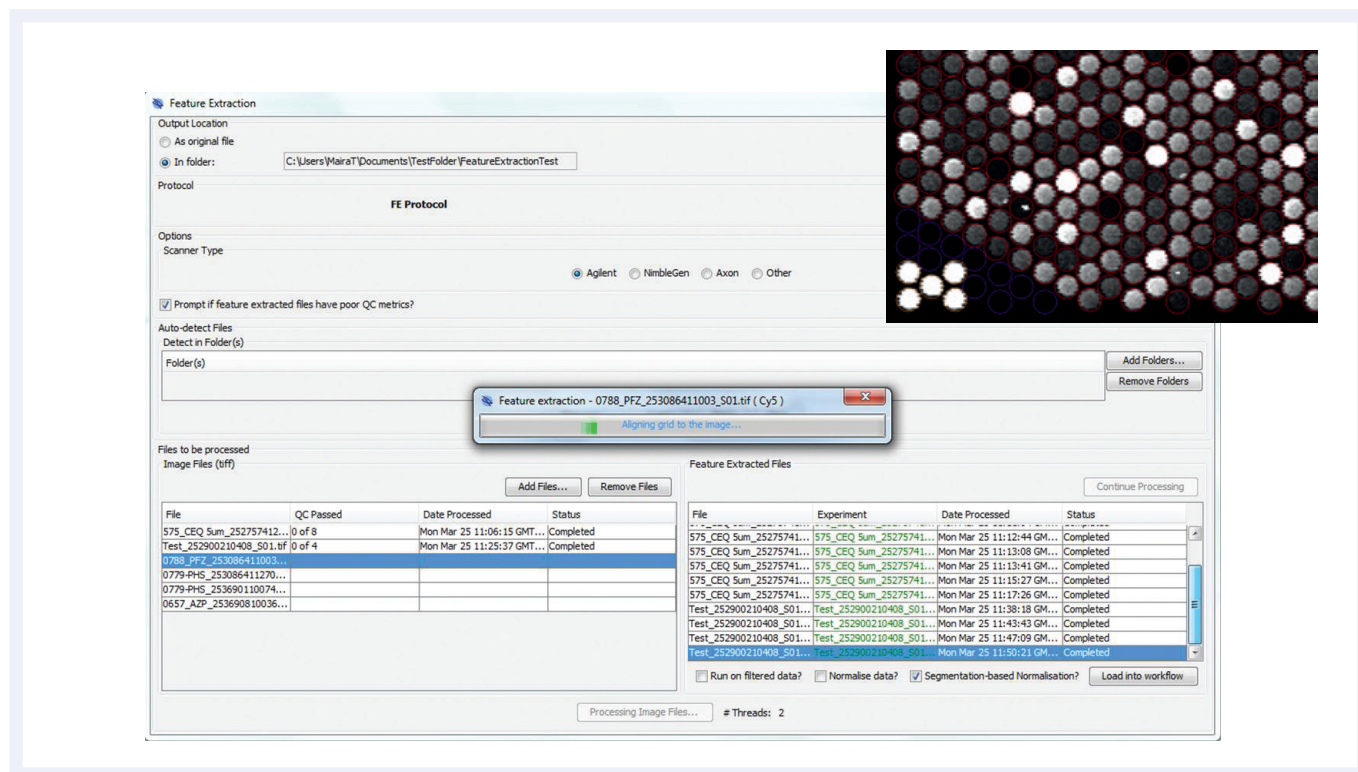 Feature Extraction
Output Location
As original file
In folder: C:\Users\MairaT\Documents\TestFolder\FeatureExtractionTest
Protocol
FE Protocol
Options
Scanner Type
Agilent NimbleGen Axon Other
Prompt if feature extracted files have poor QC metrics?
Auto-detect Files
Detect in Folder(s)
Folder(s)
Add Folders...
Remove Folders
Feature extraction - 0788_PFZ_253086411003_S01.tif ( Cy5 )
Aligning grid to the image...
Files to be processed
Image Files (tiff)
Add Files... Remove Files
File QC Passed Date Processed Status
575_CEQ 5um_252757412... 0 of 8 Mon Mar 25 11:06:15 GMT... Completed
Test_252900210408_S01.tif 0 of 4 Mon Mar 25 11:25:37 GMT... Completed
0788_PFZ_253086411003...
0779-PHS_253086411270...
0779-PHS_253690110074...
0657_AZP_253690810036...
Feature Extracted Files
Continue Processing
File Experiment Date Processed Status
575_CEQ 5um_25275741... 575_CEQ 5um_25275741... Mon Mar 25 11:12:44 GM... Completed
575_CEQ 5um_25275741... 575_CEQ 5um_25275741... Mon Mar 25 11:13:08 GM... Completed
575_CEQ 5um_25275741... 575_CEQ 5um_25275741... Mon Mar 25 11:13:41 GM... Completed
575_CEQ 5um_25275741... 575_CEQ 5um_25275741... Mon Mar 25 11:15:27 GM... Completed
575_CEQ 5um_25275741... 575_CEQ 5um_25275741... Mon Mar 25 11:17:26 GM... Completed
Test_252900210408_S01... Test_252900210408_S01... Mon Mar 25 11:38:18 GM... Completed
Test_252900210408_S01... Test_252900210408_S01... Mon Mar 25 11:43:43 GM... Completed
Test_252900210408_S01... Test_252900210408_S01... Mon Mar 25 11:47:09 GM... Completed
Test_252900210408_S01... Test_252900210408_S01... Mon Mar 25 11:50:21 GM... Completed
Run on filtered data? Normalise data? Segmentation-based Normalisation? Load into workflow
Processing Image Files... # Threads: 2